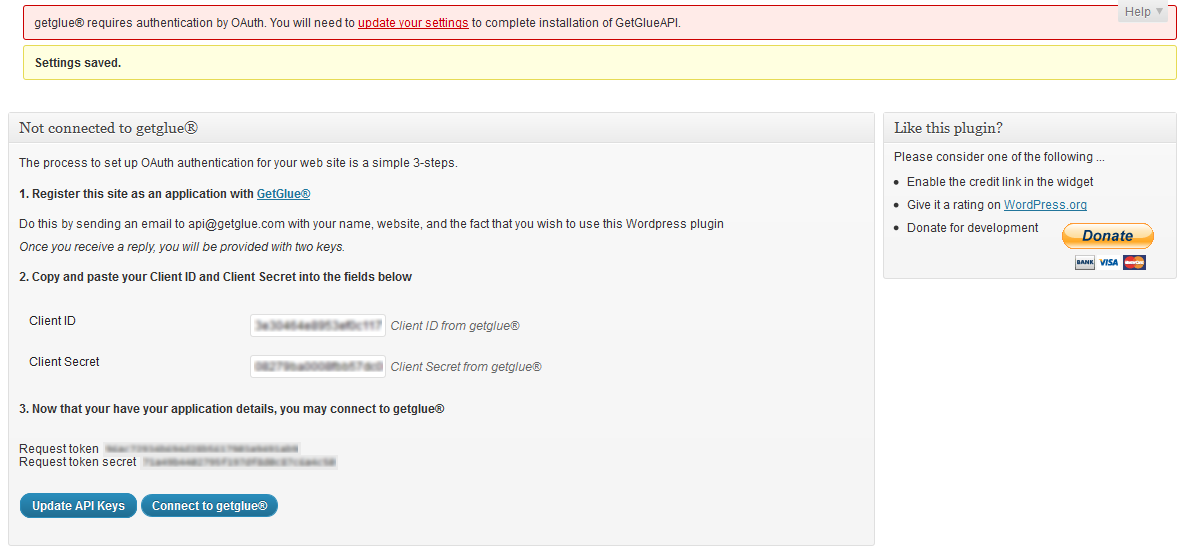 Help
getglue® requires authentication by OAuth. You will need to update your settings to complete installation of GetGlueAPI.
Settings saved.
Not connected to getglue®
The process to set up OAuth authentication for your web site is a simple 3-steps.
1. Register this site as an application with GetGlue®
Do this by sending an email to api@getglue.com with your name, website, and the fact that you wish to use this Wordpress plugin
Once you receive a reply, you will be provided with two keys.
2. Copy and paste your Client ID and Client Secret into the fields below
Client ID
Client ID from getglue®
Client Secret
Client Secret from getglue®
3. Now that your have your application details, you may connect to getglue®
Request token
Request token secret
Update API Keys
Connect to getglue®
Like this plugin?
Please consider one of the following ...
Enable the credit link in the widget
Give it a rating on WordPress.org
Donate for development
Donate
BANK VISA